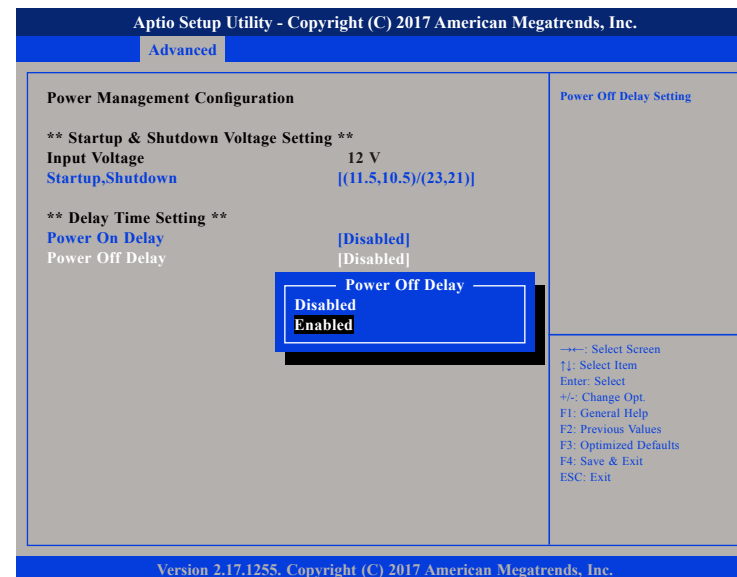 Aptio Setup Utility - Copyright (C) 2017 American Megatrends, Inc.
Advanced
Power Management Configuration
** Startup & Shutdown Voltage Setting **
Input Voltage 12 V
Startup,Shutdown [(11.5,10.5)/(23,21)]
** Delay Time Setting **
Power On Delay [Disabled]
Power Off Delay [Disabled]
Power Off Delay
Disabled
Enabled
Power Off Delay Setting
→←: Select Screen
↑↓: Select Item
Enter: Select
+/-: Change Opt.
F1: General Help
F2: Previous Values
F3: Optimized Defaults
F4: Save & Exit
ESC: Exit
Version 2.17.1255. Copyright (C) 2017 American Megatrends, Inc.